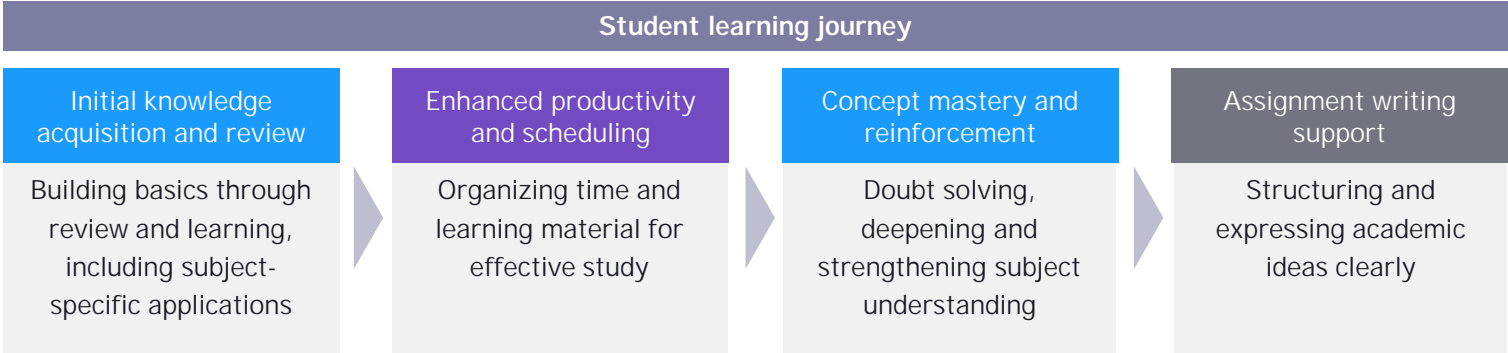 Student learning journey
Initial knowledge
acquisition and review
Building basics through
review and learning,
including subject-
specific applications
Enhanced productivity
and scheduling
Organizing time and
learning material for
effective study
Concept mastery and
reinforcement
Doubt solving,
deepening and
strengthening subject
understanding
Assignment writing
support
Structuring and
expressing academic
ideas clearly